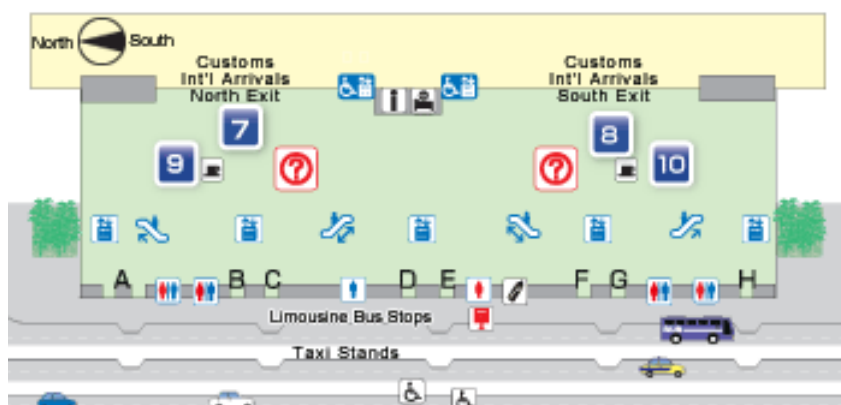 North South
Customs
Int'l Arrivals
North Exit
Customs
Int'l Arrivals
South Exit
i
7
8
9
?
?
10
A
B
C
D
E
F
G
H
Limousine Bus Stops
Taxi Stands